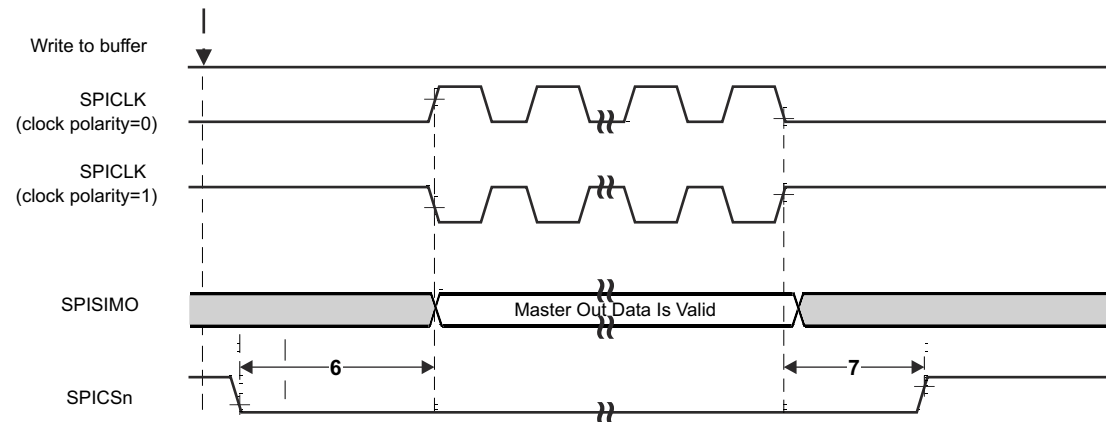 Write to buffer
SPICLK
(clock polarity=0)
SPICLK
(clock polarity=1)
SPISIMO
Master Out Data Is Valid
6
7
SPICSn